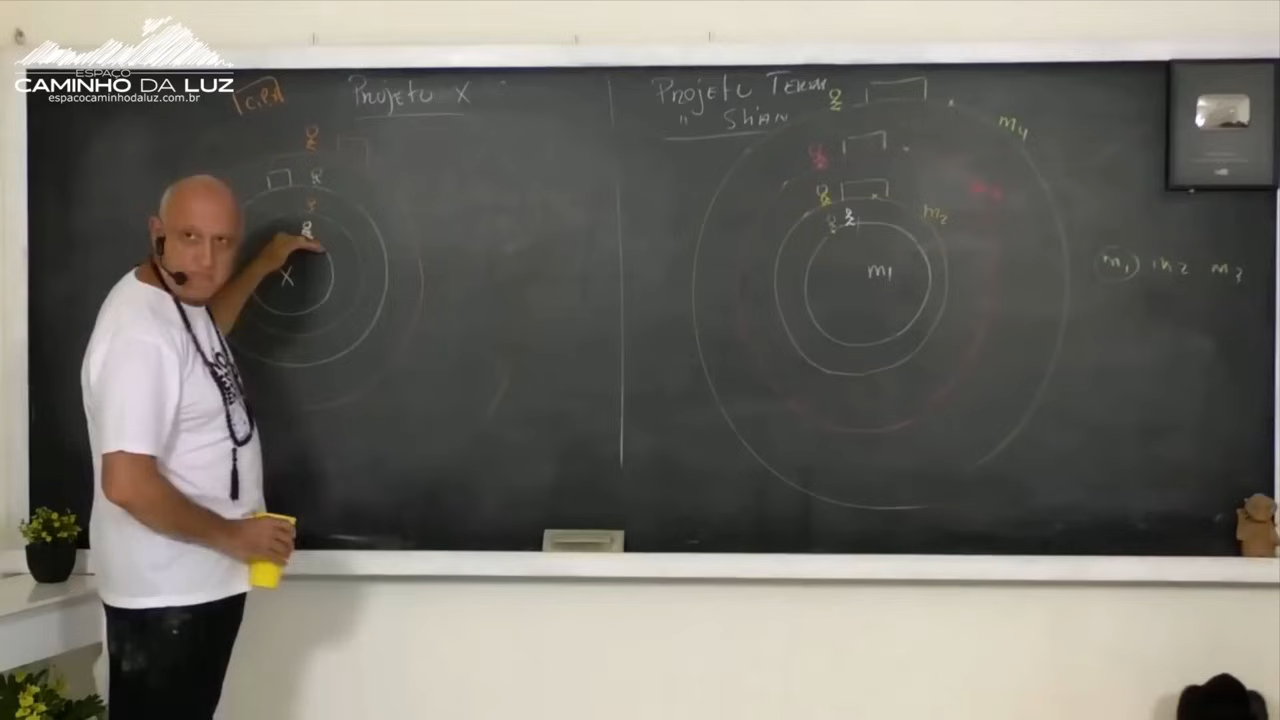 ESPAÇO
CAMINHO DA LUZ
espacocaminhodaluz.com.br
Projeto X
Projeto Terra
" Shan
m4
m2
X
m1
m1) m2 m3